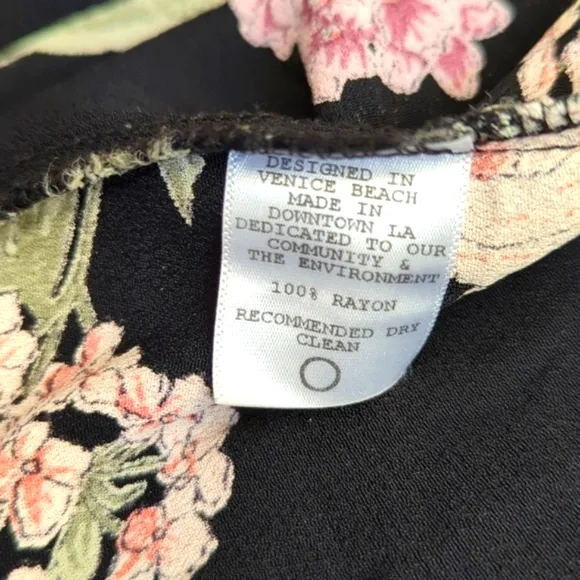 DESIGNED IN
VENICE BEACH
MADE IN
DOWNTOWN LA
DEDICATED TO OUR
COMMUNITY &
THE ENVIRONMENT
100% RAYON
RECOMMENDED DRY
CLEAN